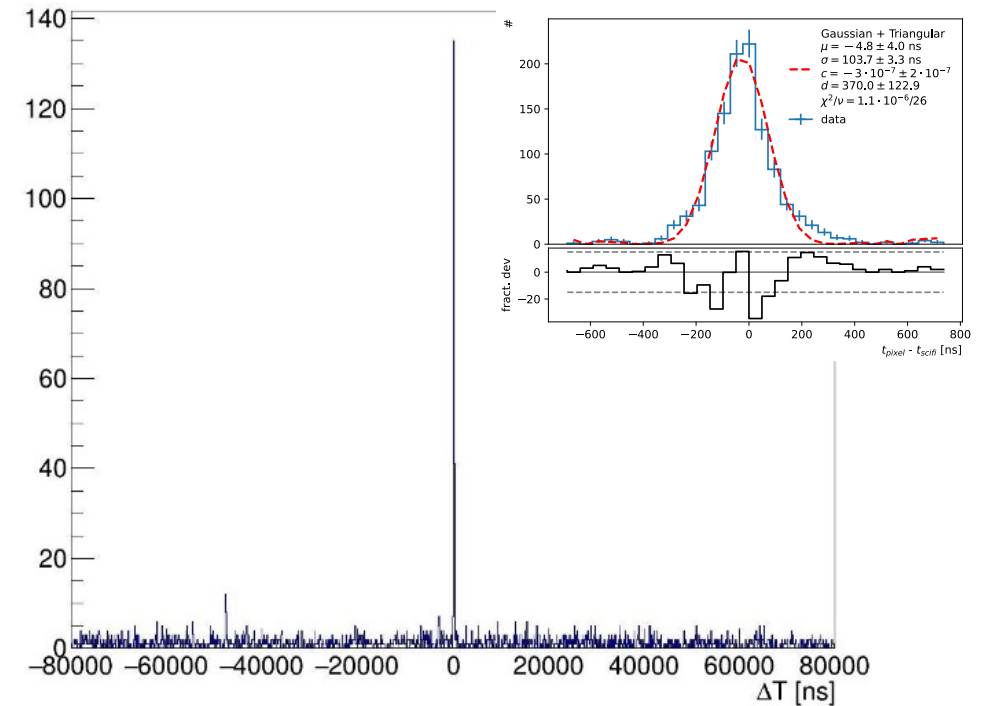 140
120
100
80
60
40
20
0
−80000 −60000 −40000 −20000 0 20000 40000 60000 80000
ΔT [ns]
#
200
150
100
50
0
Gaussian + Triangular
μ = − 4.8 ± 4.0 ns
σ = 103.7 ± 3.3 ns
c = − 3 · 10⁻⁷ ± 2 · 10⁻⁷
d = 370.0 ± 122.9
χ²/ν = 1.1 · 10⁻⁶/26
data
fract. dev
0
−20
−600 −400 −200 0 200 400 600 800
t_pixel - t_scifi [ns]